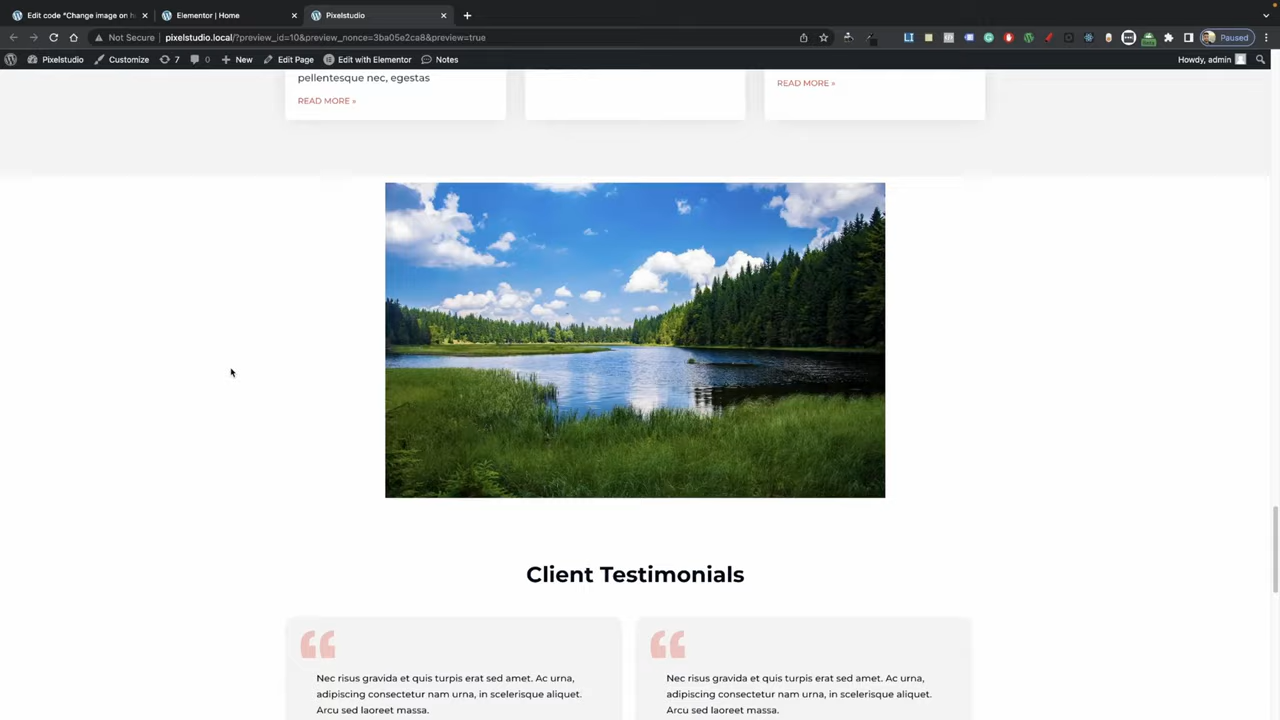 Edit code "Change image on h
Elementor | Home
Pixelstudio
Not Secure
pixelstudio.local/?preview_id=10&preview_nonce=3ba05e2ca8&preview=true
Paused
Pixelstudio
Customize
7
0
New
Edit Page
Edit with Elementor
Notes
Howdy, admin
pellentesque nec, egestas
READ MORE »
READ MORE »
Client Testimonials
Nec risus gravida et quis turpis erat sed amet. Ac urna,
adipiscing consectetur nam urna, in scelerisque aliquet.
Arcu sed laoreet massa.
Nec risus gravida et quis turpis erat sed amet. Ac urna,
adipiscing consectetur nam urna, in scelerisque aliquet.
Arcu sed laoreet massa.